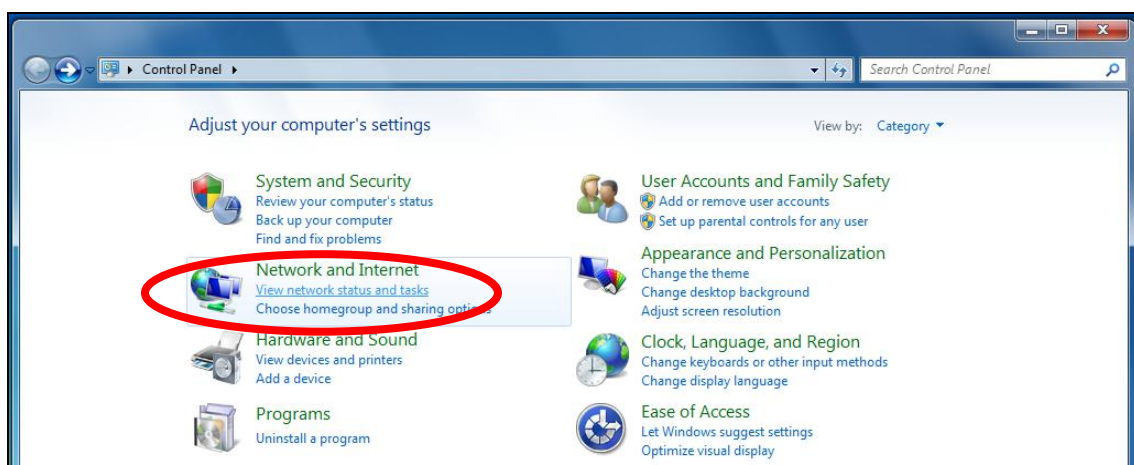 Control Panel
Search Control Panel
Adjust your computer's settings
View by: Category
System and Security
Review your computer's status
Back up your computer
Find and fix problems
Network and Internet
View network status and tasks
Choose homegroup and sharing options
Hardware and Sound
View devices and printers
Add a device
Programs
Uninstall a program
User Accounts and Family Safety
Add or remove user accounts
Set up parental controls for any user
Appearance and Personalization
Change the theme
Change desktop background
Adjust screen resolution
Clock, Language, and Region
Change keyboards or other input methods
Change display language
Ease of Access
Let Windows suggest settings
Optimize visual display